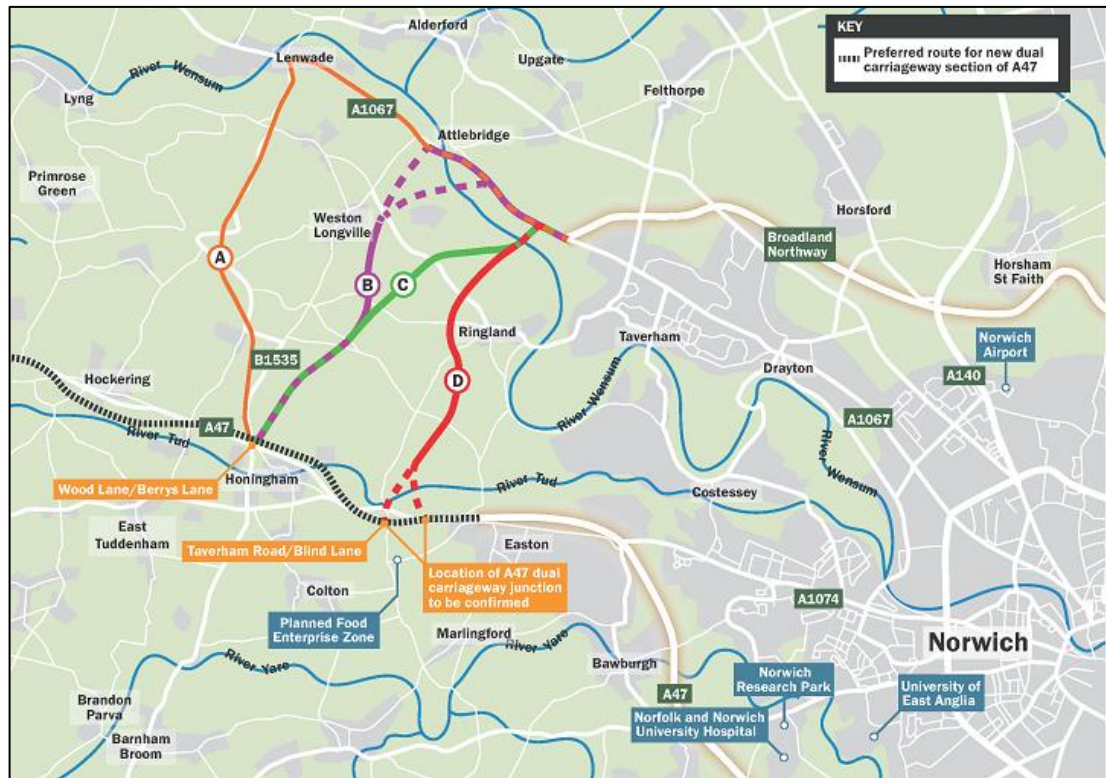 KEY
Preferred route for new dual
carriageway section of A47
Alderford
Lenwade
Upgate
River Wensum
Lyng
Felthorpe
A1067
Attlebridge
Primrose
Green
Weston
Longville
Horsford
Broadland
Northway
Horsham
St Faith
A
B
C
Ringland
Taverham
Norwich
Airport
B1535
Hockering
D
Drayton
A140
A47
River Tud
River Wensum
A1067
River Wensum
Wood Lane/Berrys Lane
Honingham
River Tud
Costessey
East
Tuddenham
Taverham Road/Blind Lane
Easton
Colton
Location of A47 dual
carriageway junction
to be confirmed
A1074
Planned Food
Enterprise Zone
Marlingford
River Yare
Norwich
River Yare
Bawburgh
Norwich
Research Park
University of
East Anglia
A47
Brandon
Parva
Norfolk and Norwich
University Hospital
Barnham
Broom